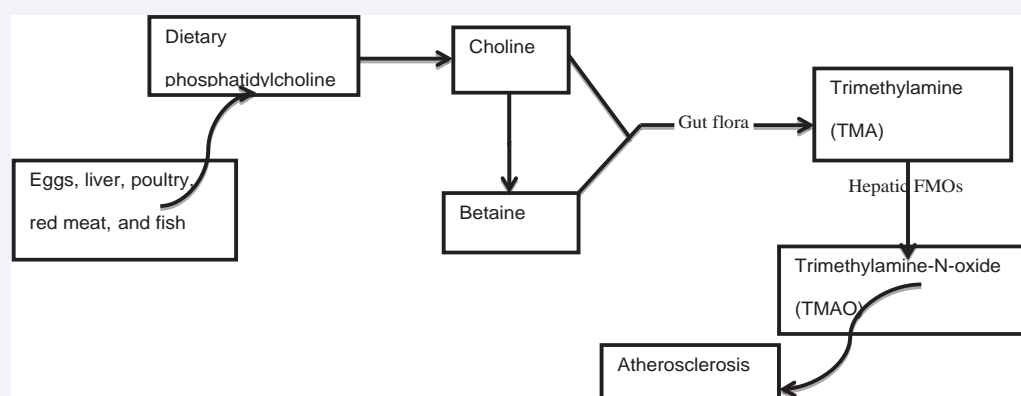 Dietary
phosphatidylcholine
Choline
Eggs, liver, poultry,
red meat, and fish
Betaine
Gut flora
Trimethylamine
(TMA)
Hepatic FMOs
Trimethylamine-N-oxide
(TMAO)
Atherosclerosis